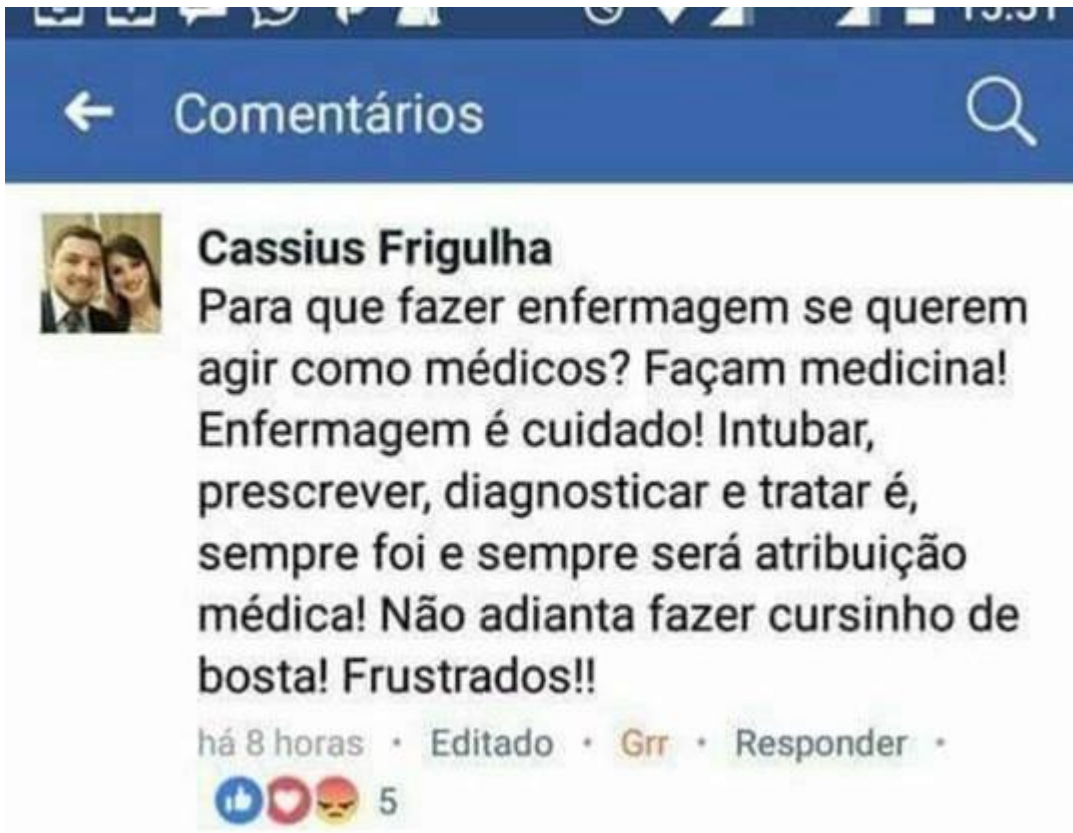 Comentários
Cassius Frigulha
Para que fazer enfermagem se querem
agir como médicos? Façam medicina!
Enfermagem é cuidado! Intubar,
prescrever, diagnosticar e tratar é,
sempre foi e sempre será atribuição
médica! Não adianta fazer cursinho de
bosta! Frustrados!!
há 8 horas · Editado · Grr · Responder ·
5